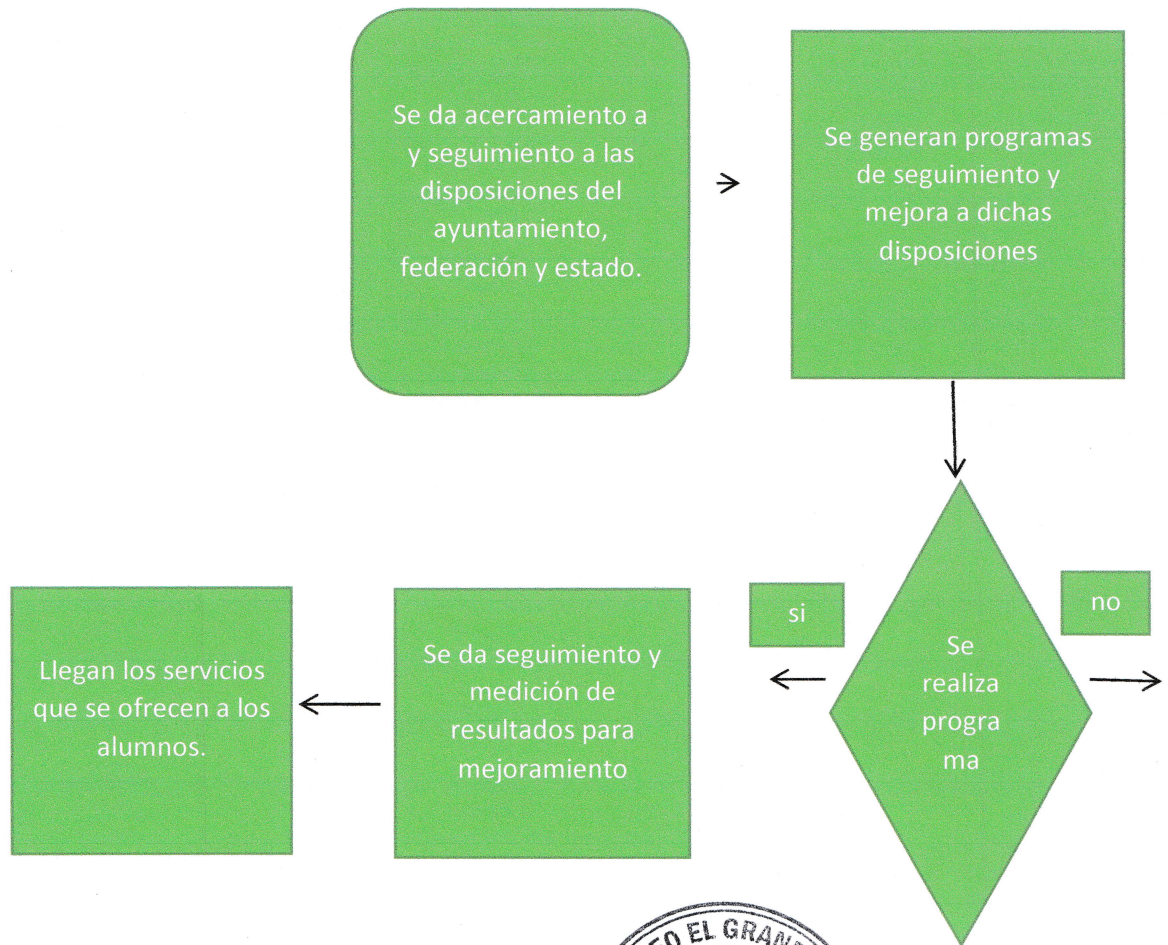 Se da acercamiento a
y seguimiento a las
disposiciones del
ayuntamiento,
federación y estado.
Se generan programas
de seguimiento y
mejora a dichas
disposiciones
Se
realiza
progra
ma
si
no
Se da seguimiento y
medición de
resultados para
mejoramiento
Llegan los servicios
que se ofrecen a los
alumnos.
EL GRAN